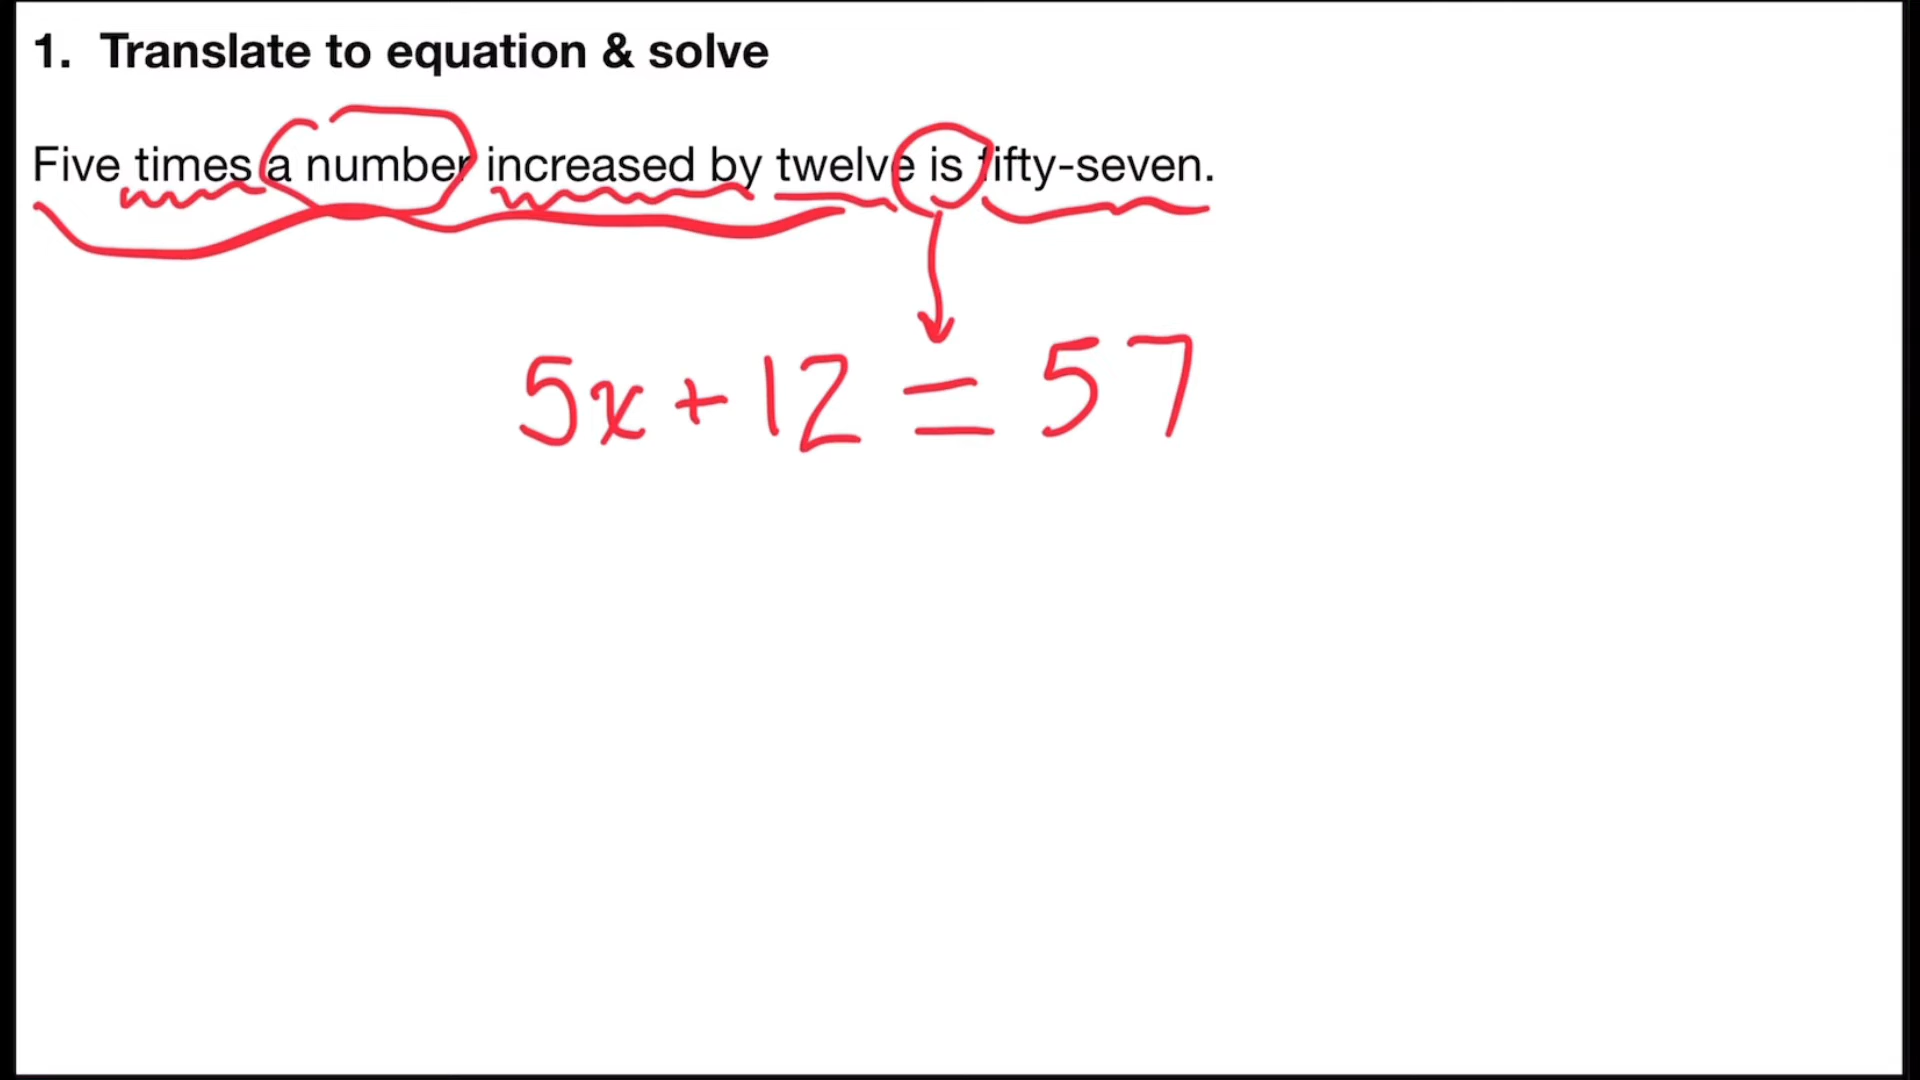 1. Translate to equation & solve
Five times a number increased by twelve is fifty-seven.
5x + 12 = 57